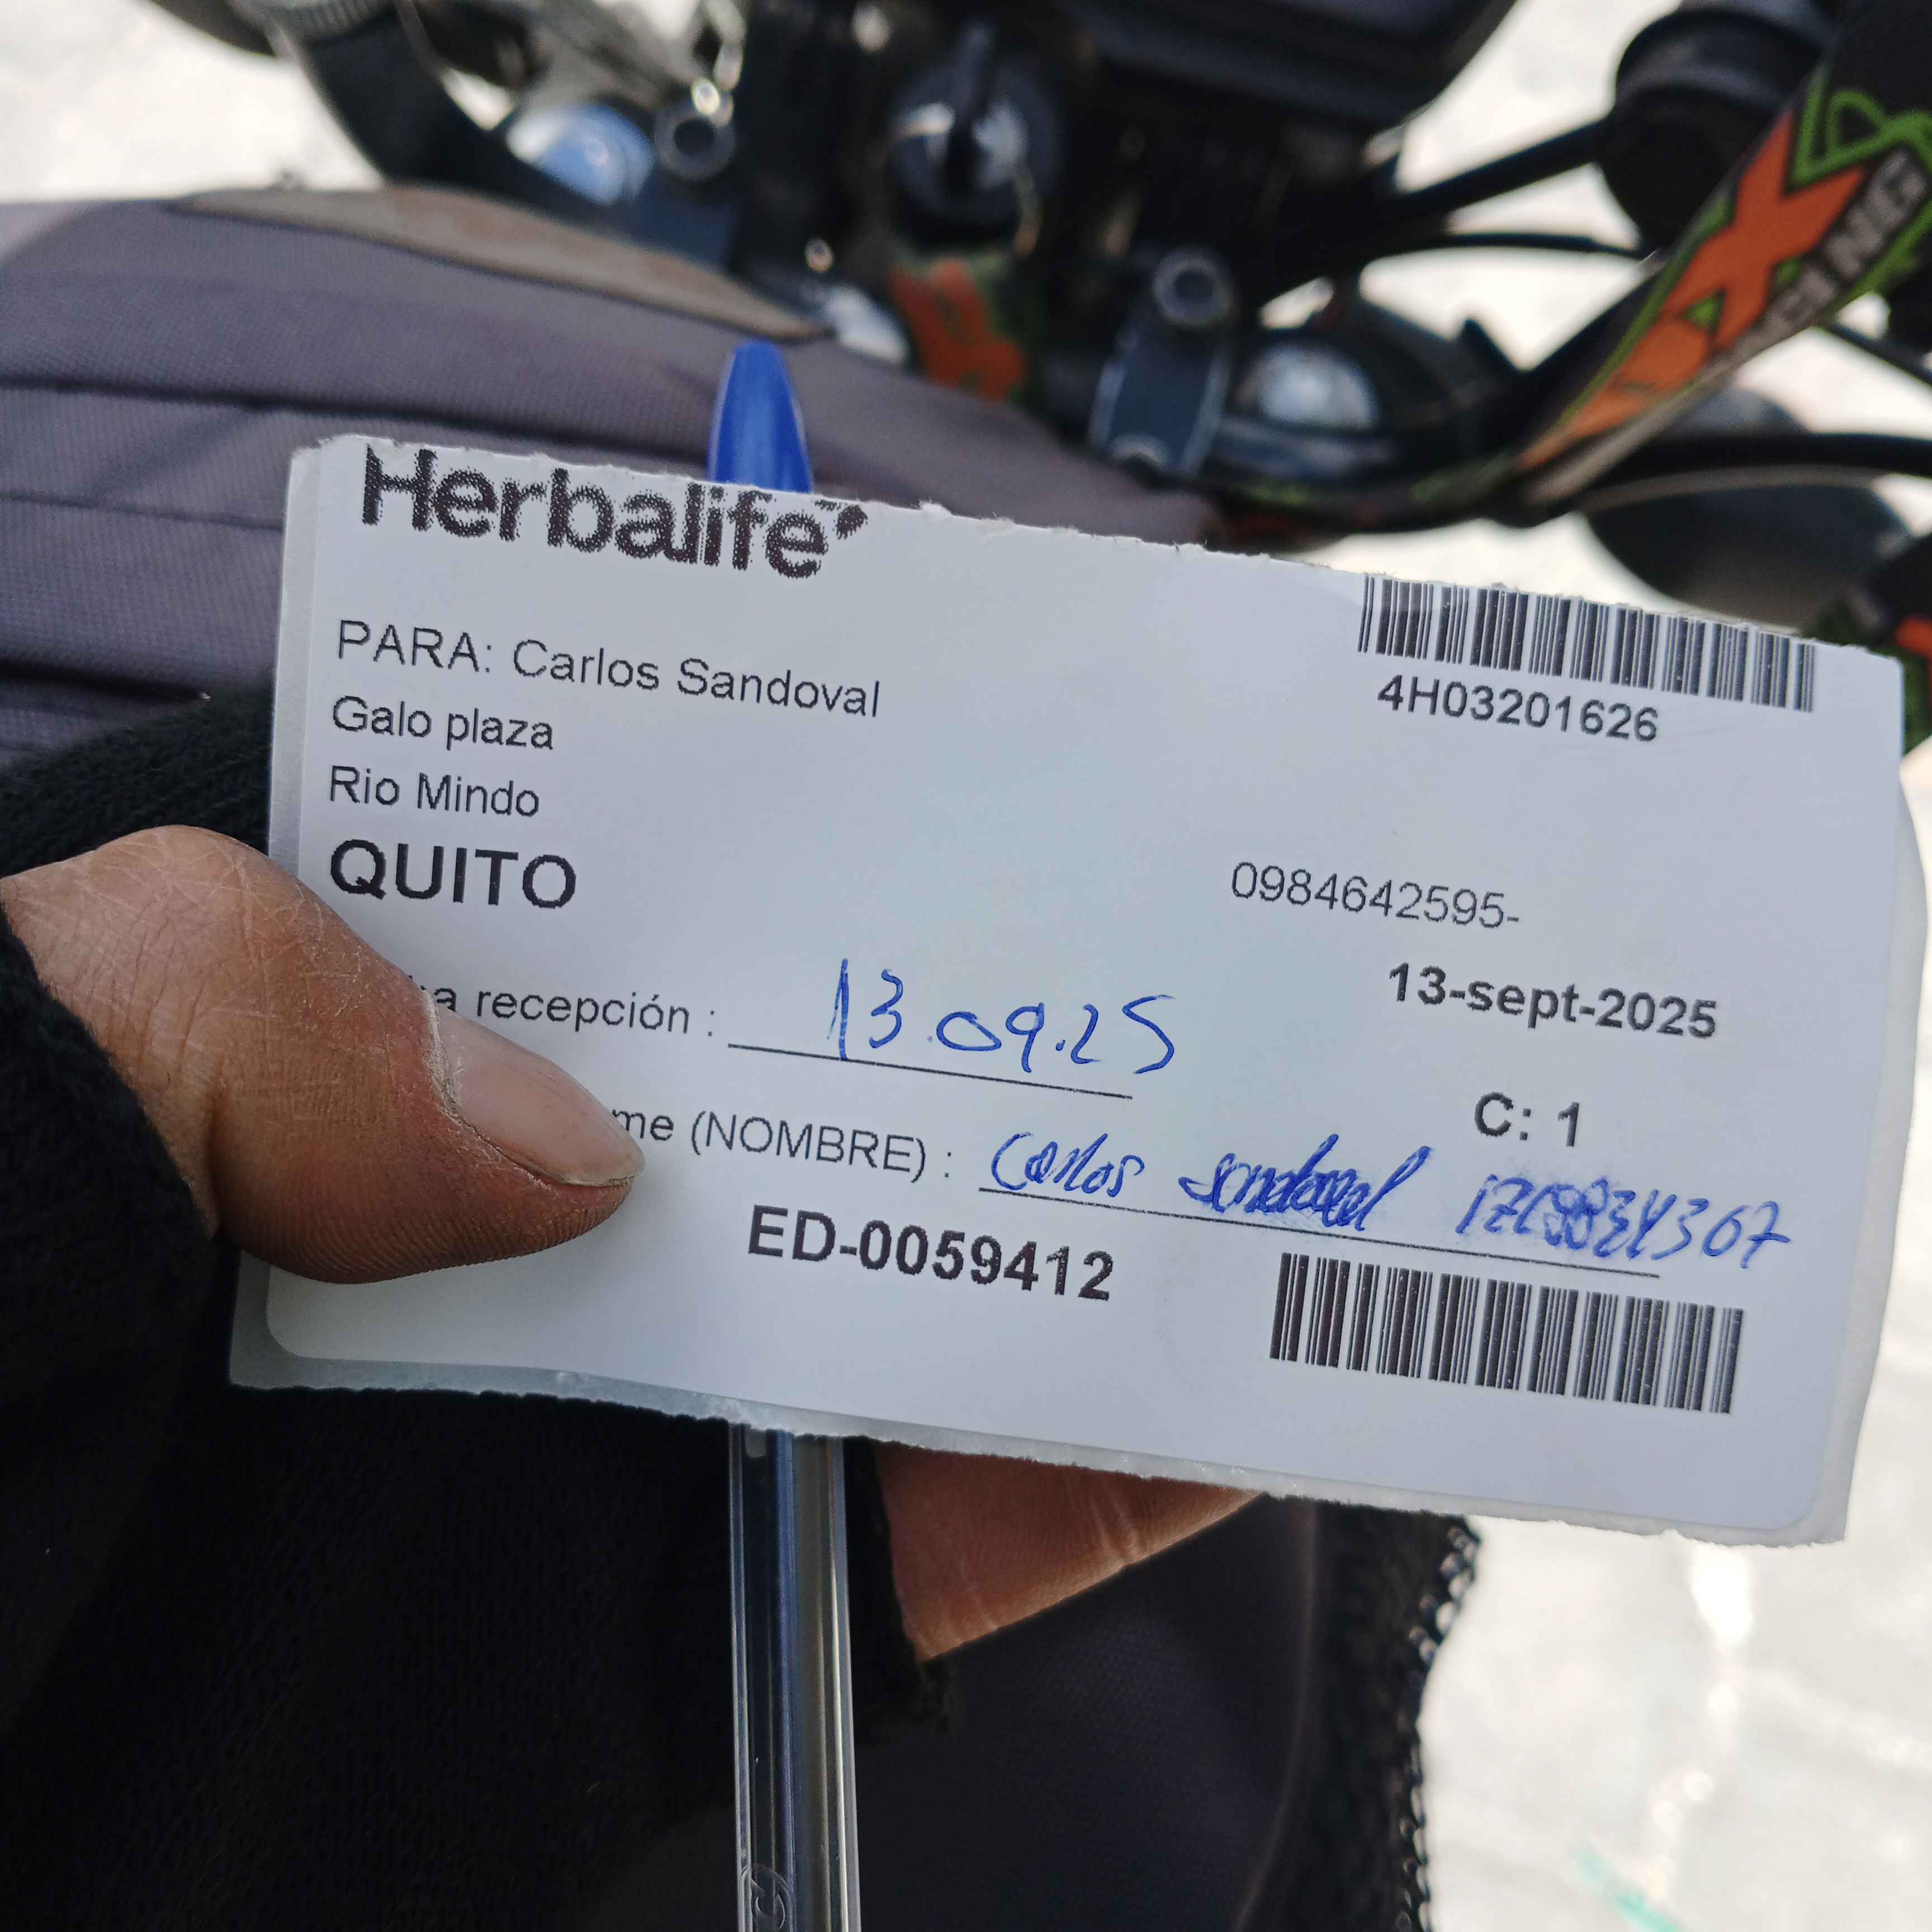 Herbalife
4H03201626
PARA: Carlos Sandoval
Galo plaza
Rio Mindo
QUITO
0984642595-
13-sept-2025
recepción : 13.09.25
C: 1
(NOMBRE) : Carlos sandoval
ED-0059412